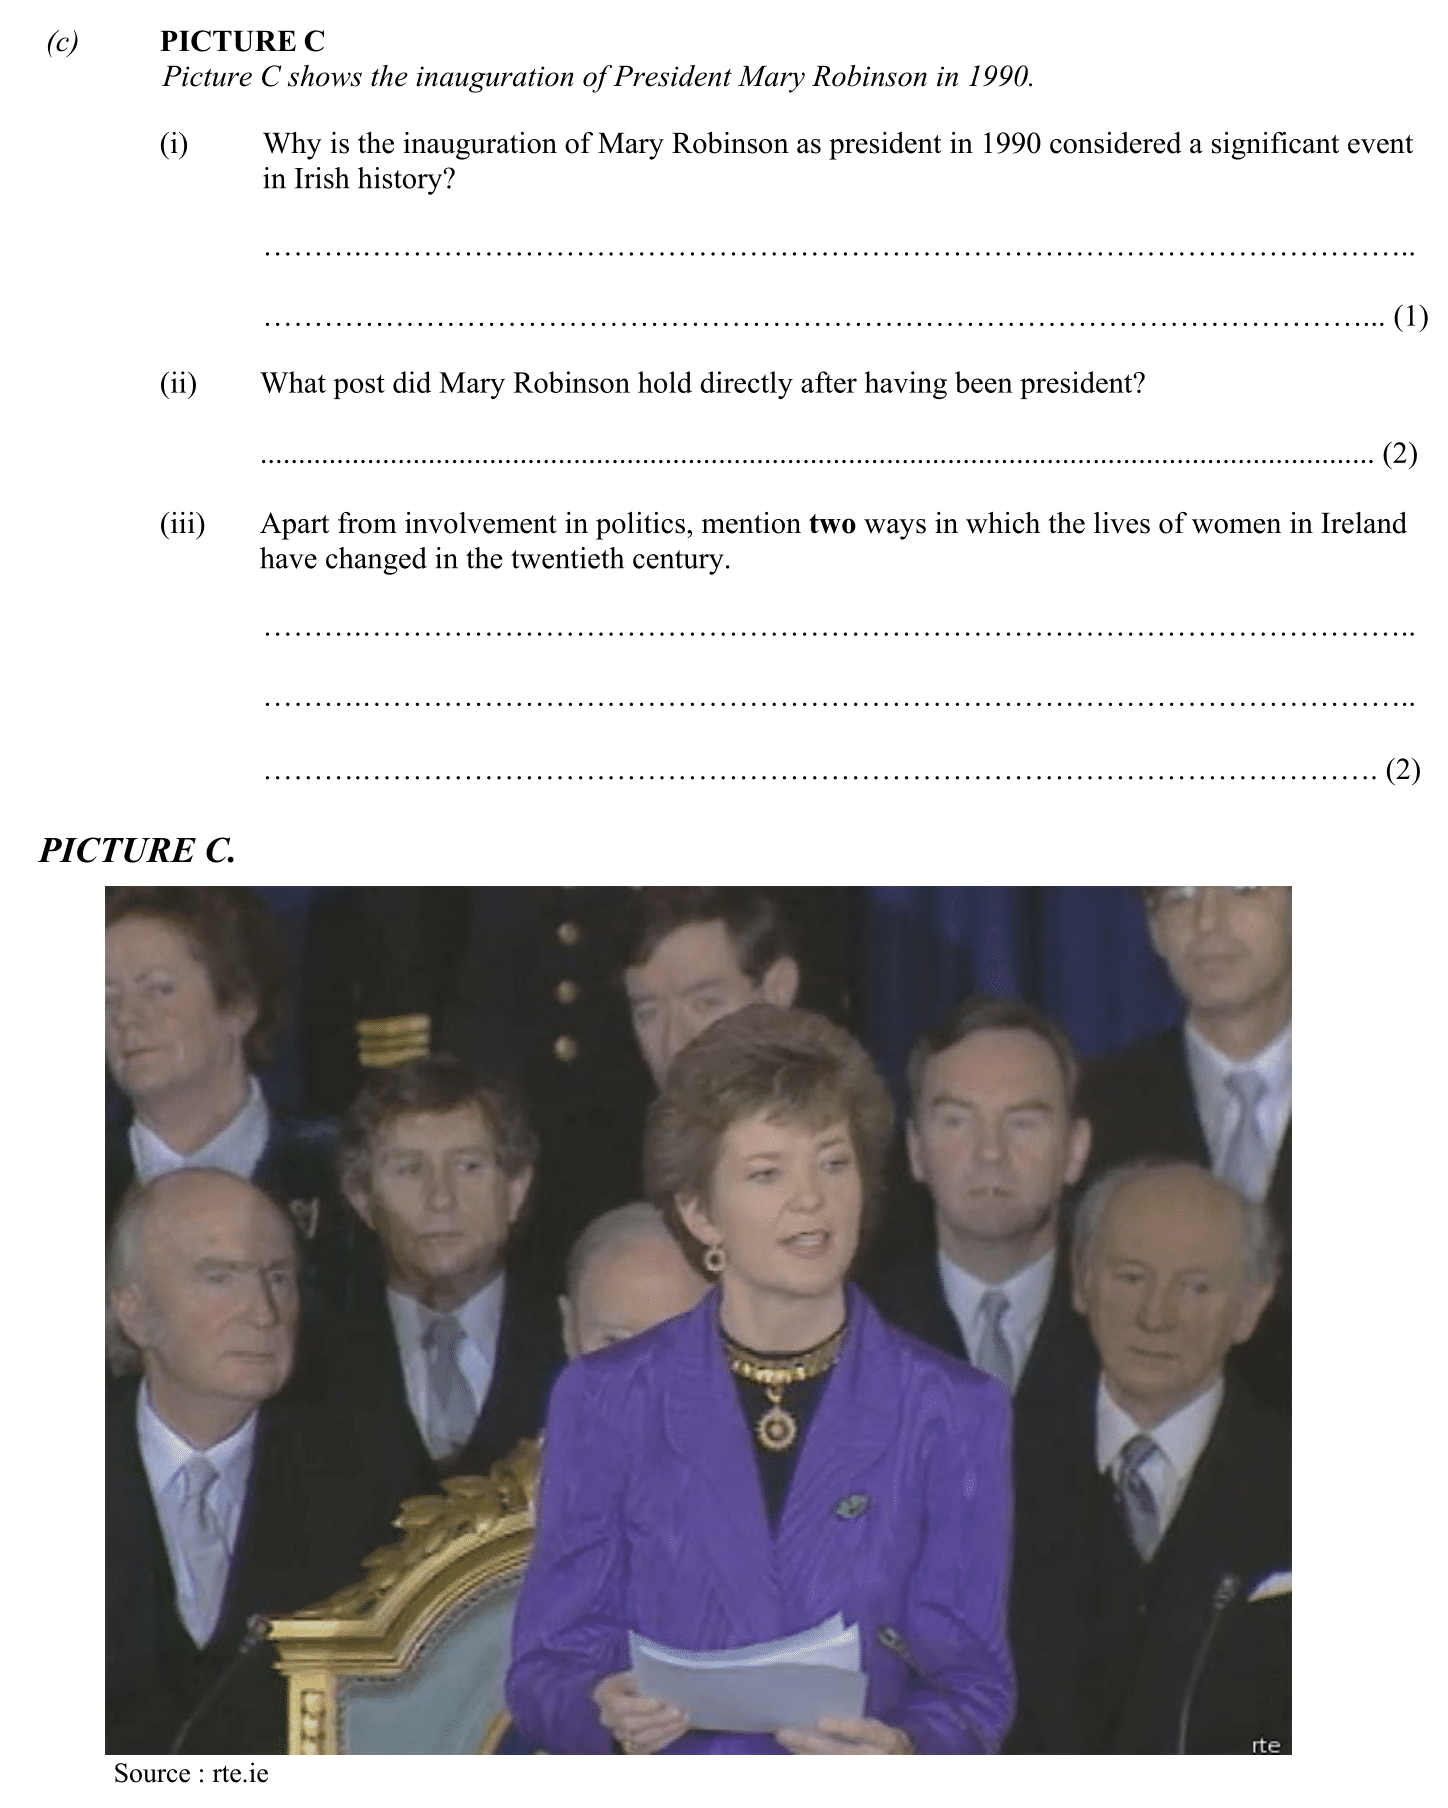 (c) PICTURE C
Picture C shows the inauguration of President Mary Robinson in 1990.
(i) Why is the inauguration of Mary Robinson as president in 1990 considered a significant event
in Irish history?
……….…………………………………………………………………………………………..
………………………………………………………………………………………………... (1)
(ii) What post did Mary Robinson hold directly after having been president?
.................................................................................................................................................. (2)
(iii) Apart from involvement in politics, mention two ways in which the lives of women in Ireland
have changed in the twentieth century.
……….…………………………………………………………………………………………..
……….…………………………………………………………………………………………..
……….………………………………………………………………………………………. (2)
PICTURE C.
rte
Source : rte.ie